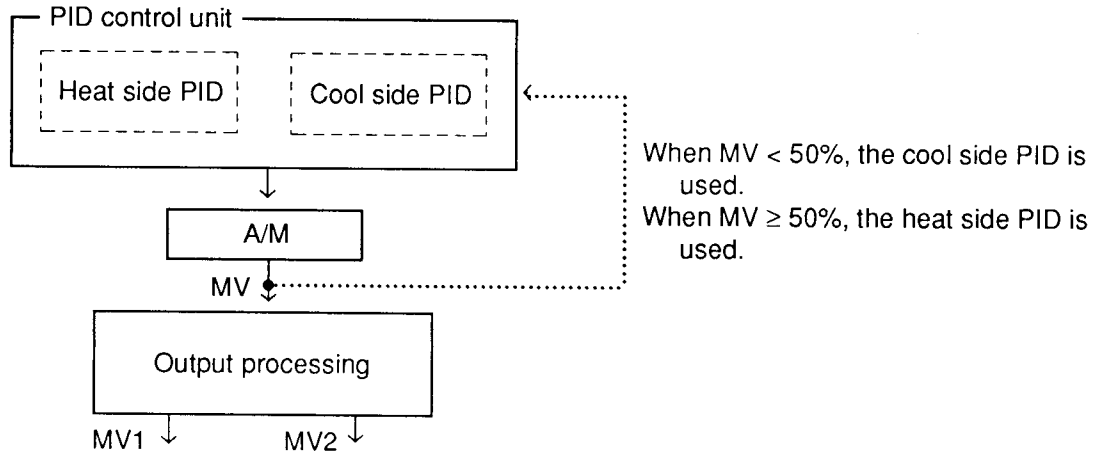 PID control unit
Heat side PID
Cool side PID
When MV < 50%, the cool side PID is
used.
When MV ≥ 50%, the heat side PID is
used.
A/M
MV
Output processing
MV1
MV2